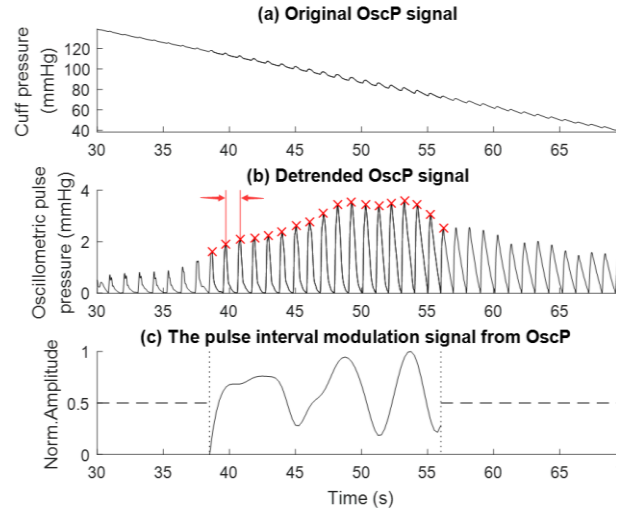 (a) Original OscP signal
Cuff pressure
(mmHg)
120
100
80
60
40
30 35 40 45 50 55 60 65
(b) Detrended OscP signal
Oscillometric pulse
pressure (mmHg)
4
2
0
30 35 40 45 50 55 60 65
(c) The pulse interval modulation signal from OscP
Norm.Amplitude
1
0.5
0
30 35 40 45 50 55 60 65
Time (s)